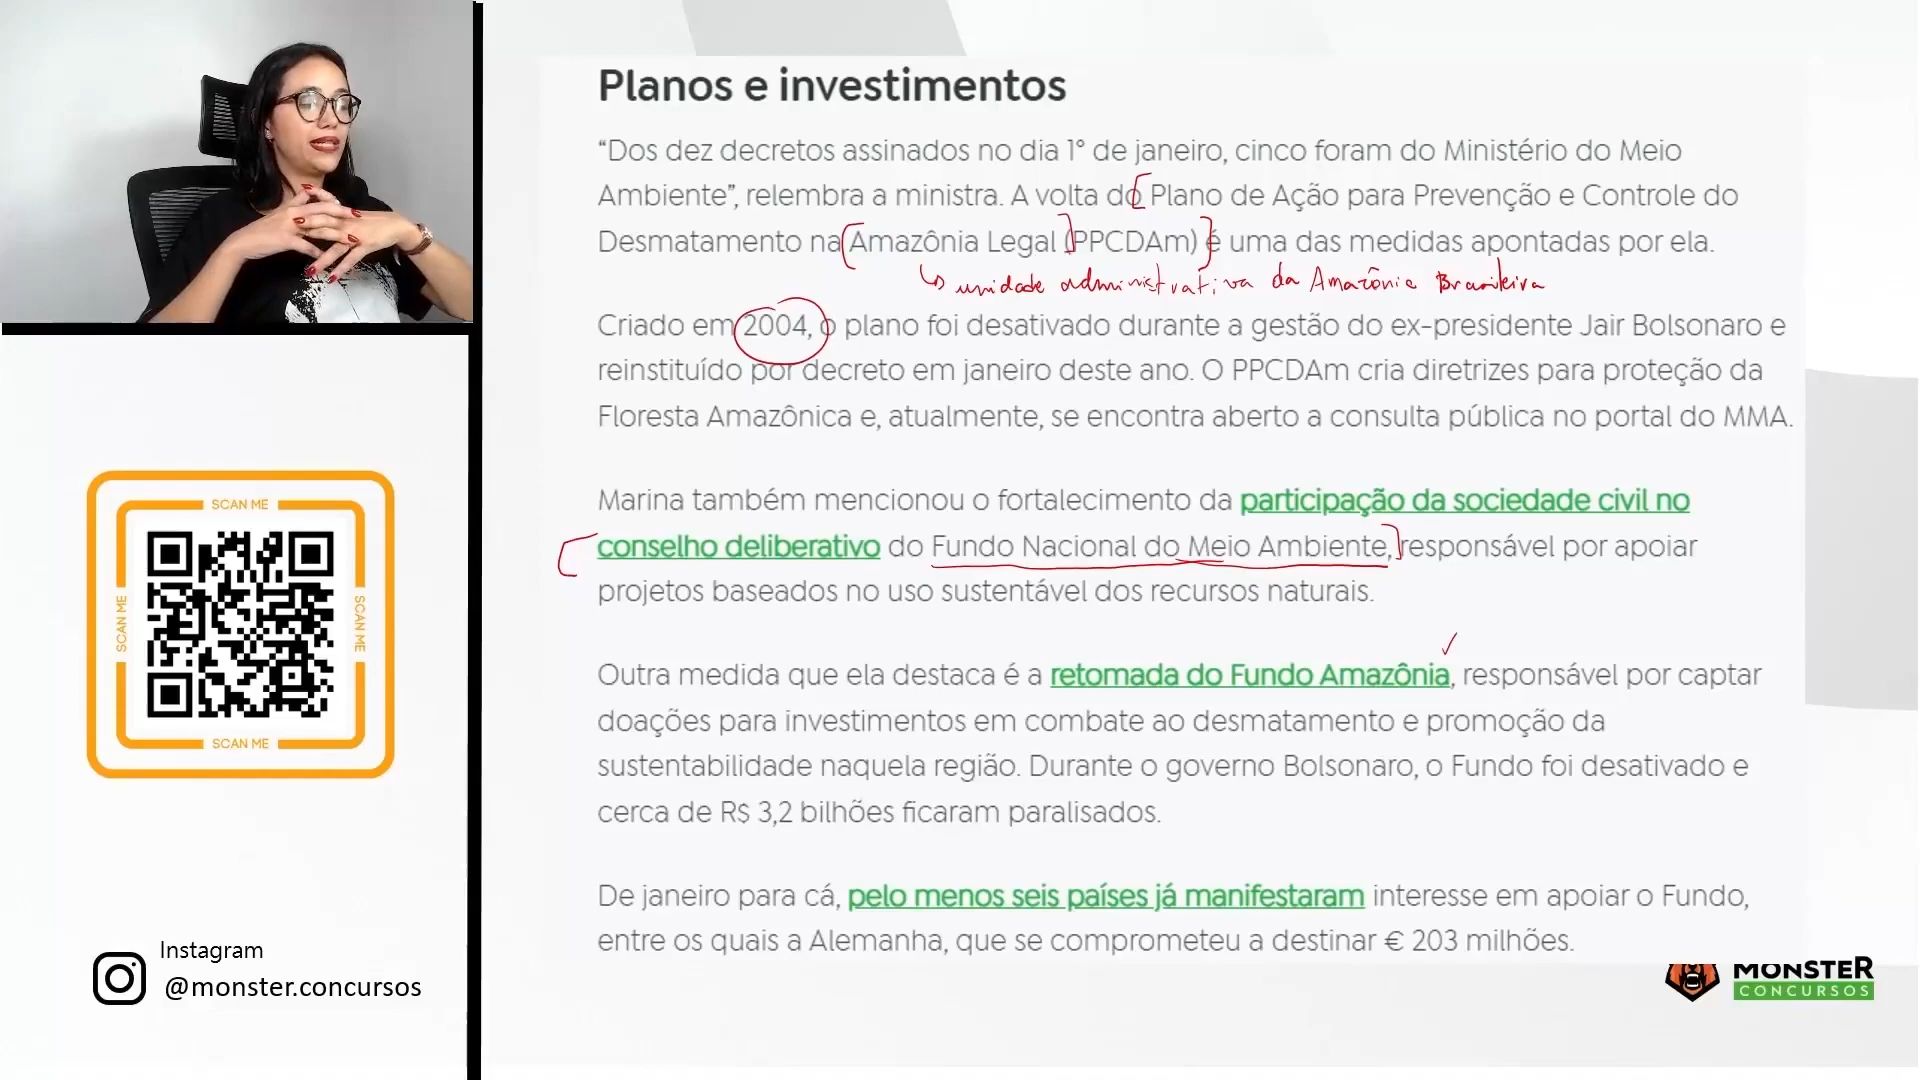 Planos e investimentos
“Dos dez decretos assinados no dia 1° de janeiro, cinco foram do Ministério do Meio
Ambiente”, relembra a ministra. A volta do Plano de Ação para Prevenção e Controle do
Desmatamento na Amazônia Legal (PPCDAm) é uma das medidas apontadas por ela.
↳ unidade administrativa da Amazônia Brasileira
Criado em 2004, o plano foi desativado durante a gestão do ex-presidente Jair Bolsonaro e
reinstituído por decreto em janeiro deste ano. O PPCDAm cria diretrizes para proteção da
Floresta Amazônica e, atualmente, se encontra aberto a consulta pública no portal do MMA.
Marina também mencionou o fortalecimento da participação da sociedade civil no
conselho deliberativo do Fundo Nacional do Meio Ambiente, responsável por apoiar
projetos baseados no uso sustentável dos recursos naturais.
Outra medida que ela destaca é a retomada do Fundo Amazônia, responsável por captar
doações para investimentos em combate ao desmatamento e promoção da
sustentabilidade naquela região. Durante o governo Bolsonaro, o Fundo foi desativado e
cerca de R$ 3,2 bilhões ficaram paralisados.
De janeiro para cá, pelo menos seis países já manifestaram interesse em apoiar o Fundo,
entre os quais a Alemanha, que se comprometeu a destinar € 203 milhões.
SCAN ME
SCAN ME
SCAN ME
SCAN ME
Instagram
@monster.concursos
MONSTER
CONCURSOS